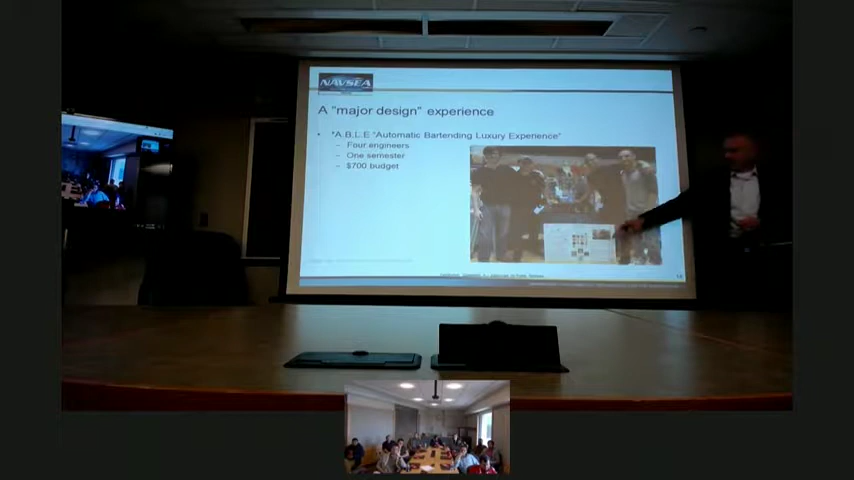 NAVSEA
A "major design" experience
• "A.B.L.E "Automatic Bartending Luxury Experience"
– Four engineers
– One semester
– $700 budget